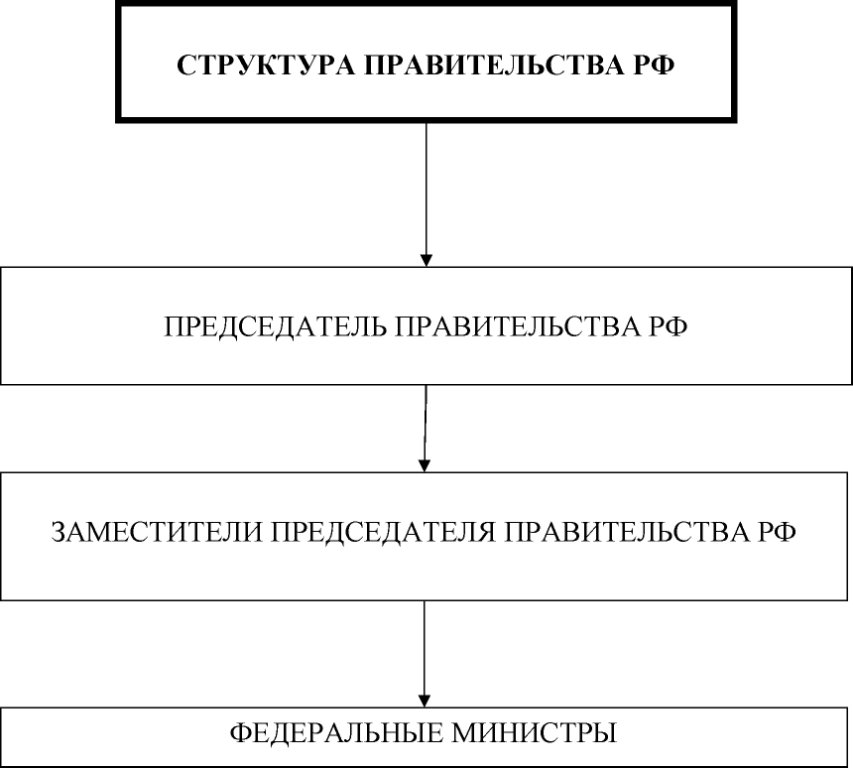 СТРУКТУРА ПРАВИТЕЛЬСТВА РФ
ПРЕДСЕДАТЕЛЬ ПРАВИТЕЛЬСТВА РФ
ЗАМЕСТИТЕЛИ ПРЕДСЕДАТЕЛЯ ПРАВИТЕЛЬСТВА РФ
ФЕДЕРАЛЬНЫЕ МИНИСТРЫ